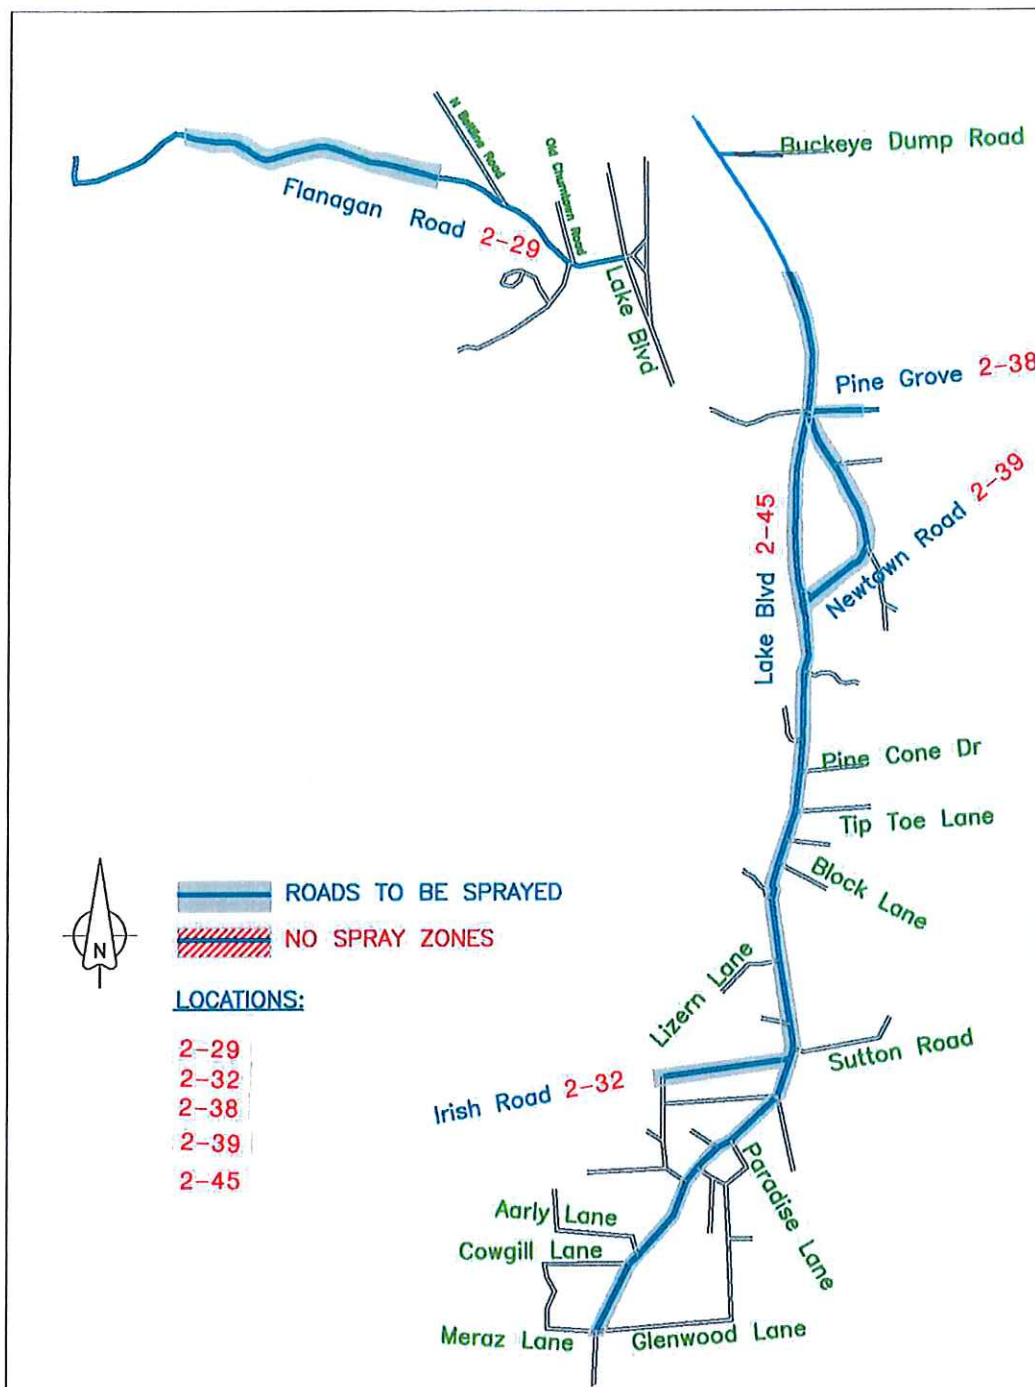 N Beltline Road
Old Churntown Road
Buckeye Dump Road
Flanagan Road 2-29
Lake Blvd
Pine Grove 2-38
Newtown Road 2-39
Lake Blvd 2-45
Pine Cone Dr
Tip Toe Lane
Block Lane
ROADS TO BE SPRAYED
N
NO SPRAY ZONES
LOCATIONS:
2-29
2-32
2-38
2-39
2-45
Lizern Lane
Sutton Road
Irish Road 2-32
Paradise Lane
Aarly Lane
Cowgill Lane
Meraz Lane
Glenwood Lane